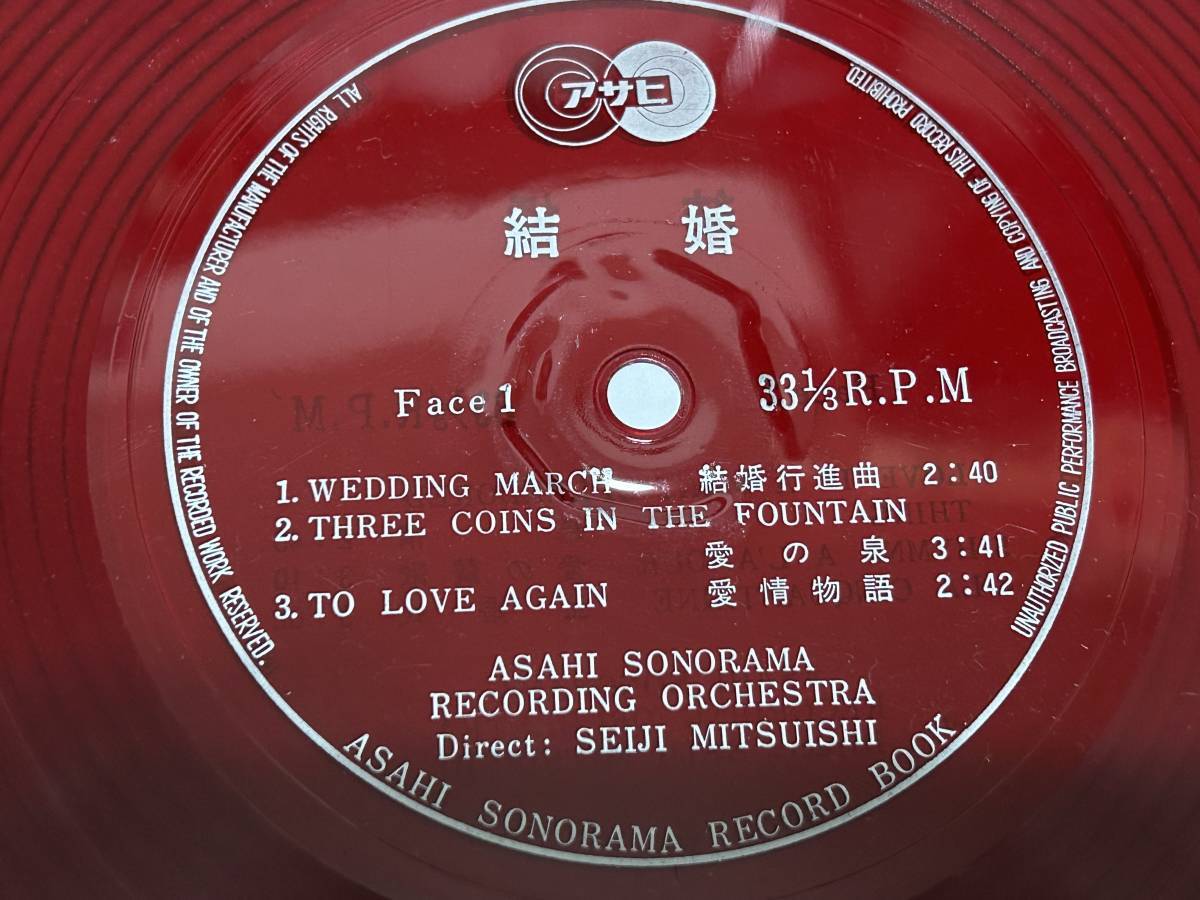 アサヒ
結婚
Face 1 33⅓ R.P.M
1. WEDDING MARCH 結婚行進曲 2:40
2. THREE COINS IN THE FOUNTAIN
愛の泉 3:41
3. TO LOVE AGAIN 愛情物語 2:42
ASAHI SONORAMA
RECORDING ORCHESTRA
Direct: SEIJI MITSUISHI
ASAHI SONORAMA RECORD BOOK
ALL RIGHTS OF THE MANUFACTURER AND OF THE OWNER OF THE RECORDED WORK RESERVED.
UNAUTHORIZED PUBLIC PERFORMANCE BROADCASTING AND COPYING OF THIS RECORD PROHIBITED.